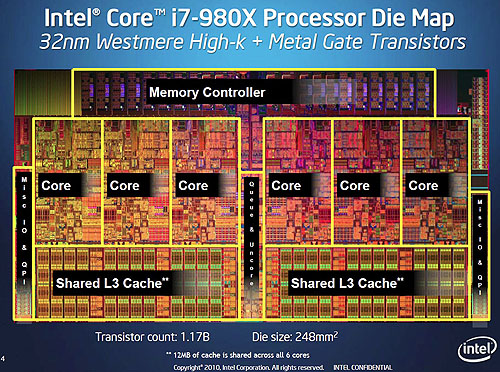 Intel® Core™ i7-980X Processor Die Map
32nm Westmere High-k + Metal Gate Transistors
Memory Controller
Core
Core
Core
Core
Core
Core
Misc IO & QPI
Queue & Uncore
Misc IO & QPI
Shared L3 Cache**
Shared L3 Cache**
Transistor count: 1.17B
Die size: 248mm²
** 12MB of cache is shared across all 6 cores
4
Copyright© 2010, Intel Corporation. All rights reserved.
INTEL CONFIDENTIAL
intel